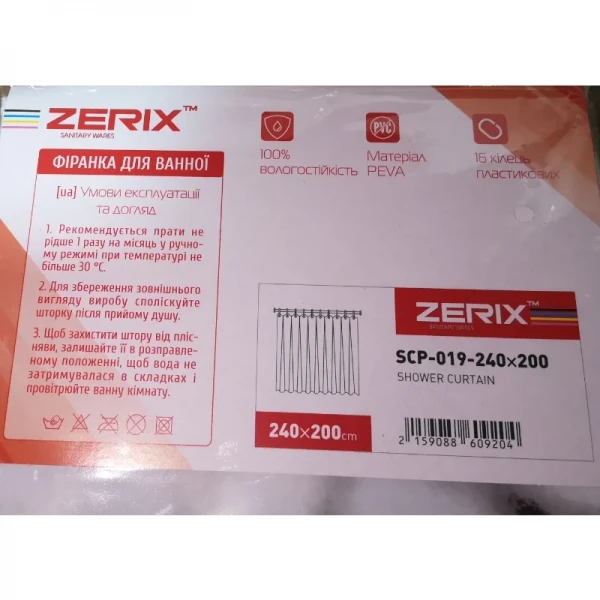 ZERIX™
SANITARY WARES
ФІРАНКА ДЛЯ ВАННОЇ
[ua] Умови експлуатації
та догляд
1. Рекомендується прати не
рідше 1 разу на місяць у ручно-
му режимі при температурі не
більше 30 °C.
2. Для збереження зовнішнього
вигляду виробу споліскуйте
шторку після прийому душу.
3. Щоб захистити штору від пліс-
няви, залишайте її в розправле-
ному положенні, щоб вода не
затримувалася в складках і
провітрюйте ванну кімнату.
100%
вологостійкість
PVC
Матеріал
PEVA
16 кілець
пластикових
ZERIX™
SANITARY WARES
SCP-019-240×200
SHOWER CURTAIN
240×200cm
2 159088 609204